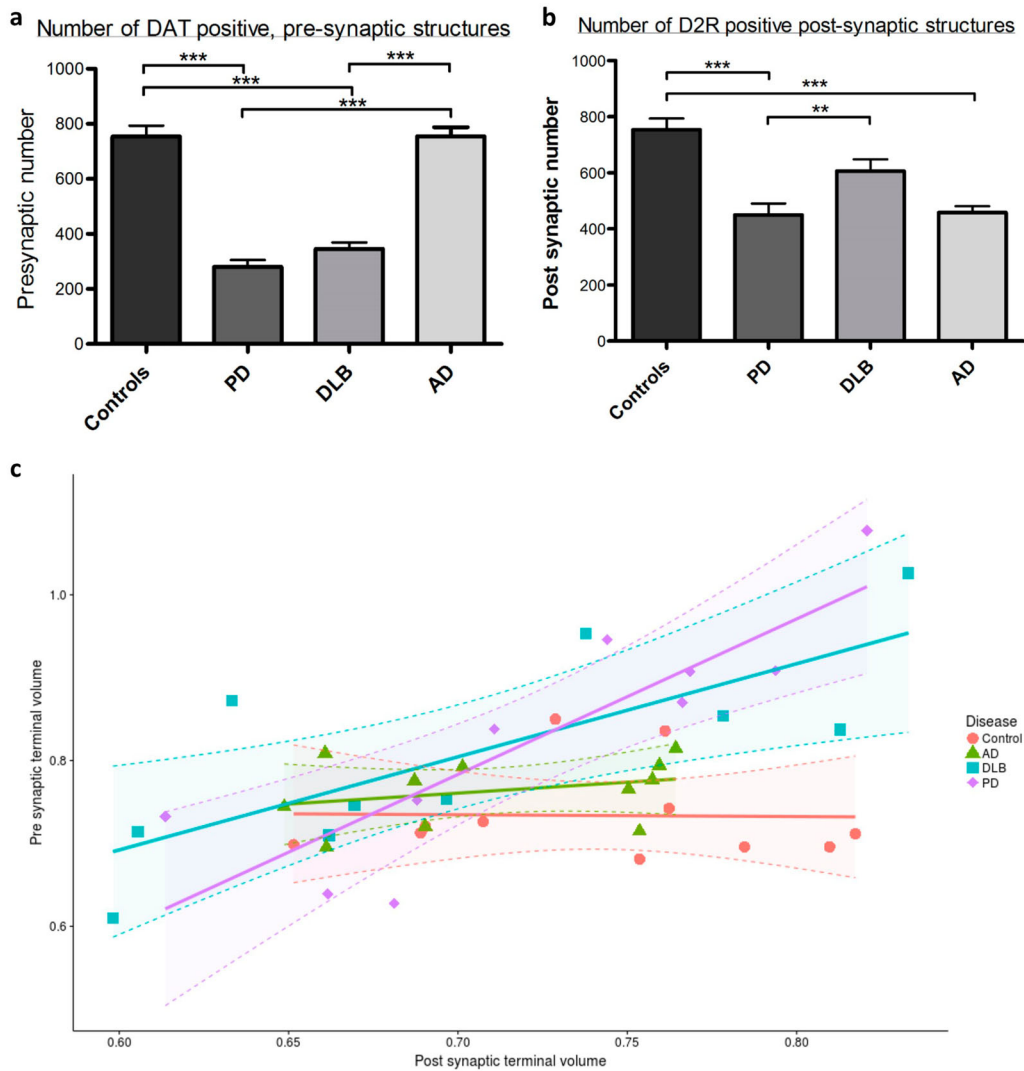 a
Number of DAT positive, pre-synaptic structures
Presynaptic number
1000
800
600
400
200
0
***
***
***
***
Controls
PD
DLB
AD
b
Number of D2R positive post-synaptic structures
Post synaptic number
1000
800
600
400
200
0
***
***
**
Controls
PD
DLB
AD
c
Pre synaptic terminal volume
1.0
0.8
0.6
0.60
0.65
0.70
0.75
0.80
Post synaptic terminal volume
Disease
Control
AD
DLB
PD